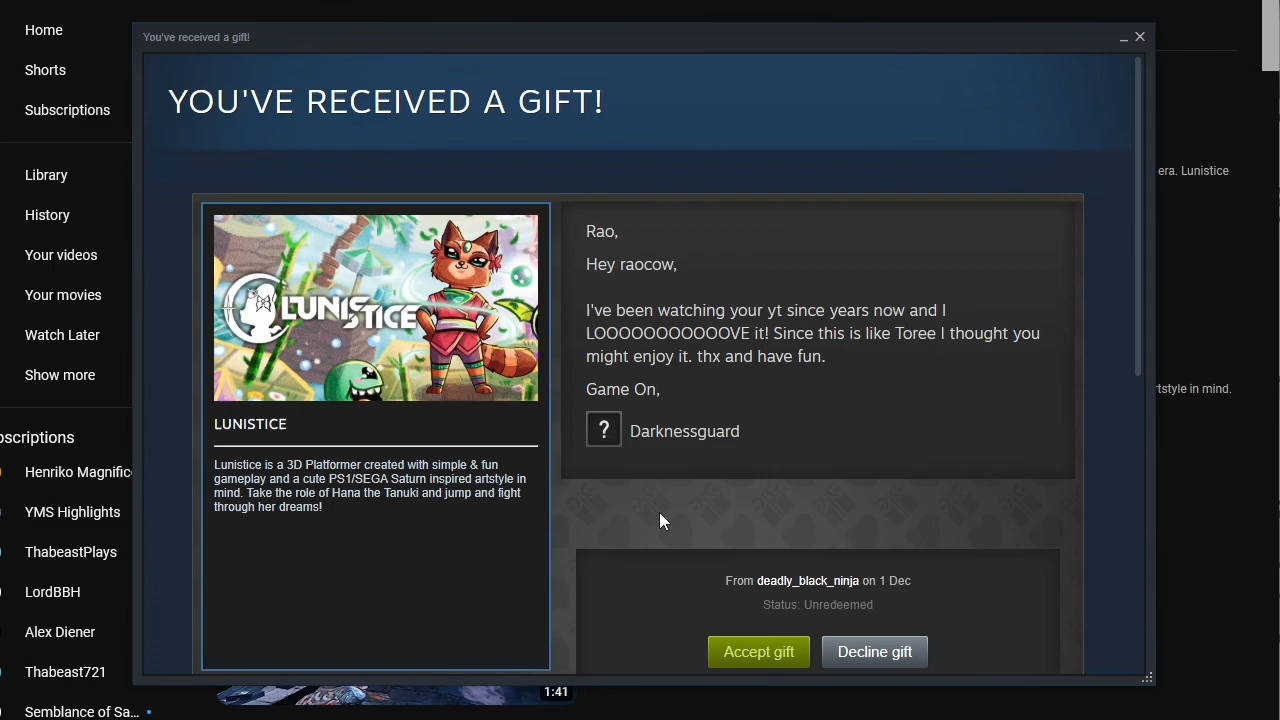 Home
Shorts
Subscriptions
Library
History
Your videos
Your movies
Watch Later
Show more
oscriptions
Henriko Magnific
YMS Highlights
ThabeastPlays
LordBBH
Alex Diener
Thabeast721
Semblance of Sa...
You've received a gift!
YOU'VE RECEIVED A GIFT!
LUNISTICE
LUNISTICE
Lunistice is a 3D Platformer created with simple & fun
gameplay and a cute PS1/SEGA Saturn inspired artstyle in
mind. Take the role of Hana the Tanuki and jump and fight
through her dreams!
Rao,
Hey raocow,
I've been watching your yt since years now and I
LOOOOOOOOOOOVE it! Since this is like Toree I thought you
might enjoy it. thx and have fun.
Game On,
?
Darknessguard
From deadly_black_ninja on 1 Dec
Status: Unredeemed
Accept gift
Decline gift
era. Lunistice
rtstyle in mind.
1:41